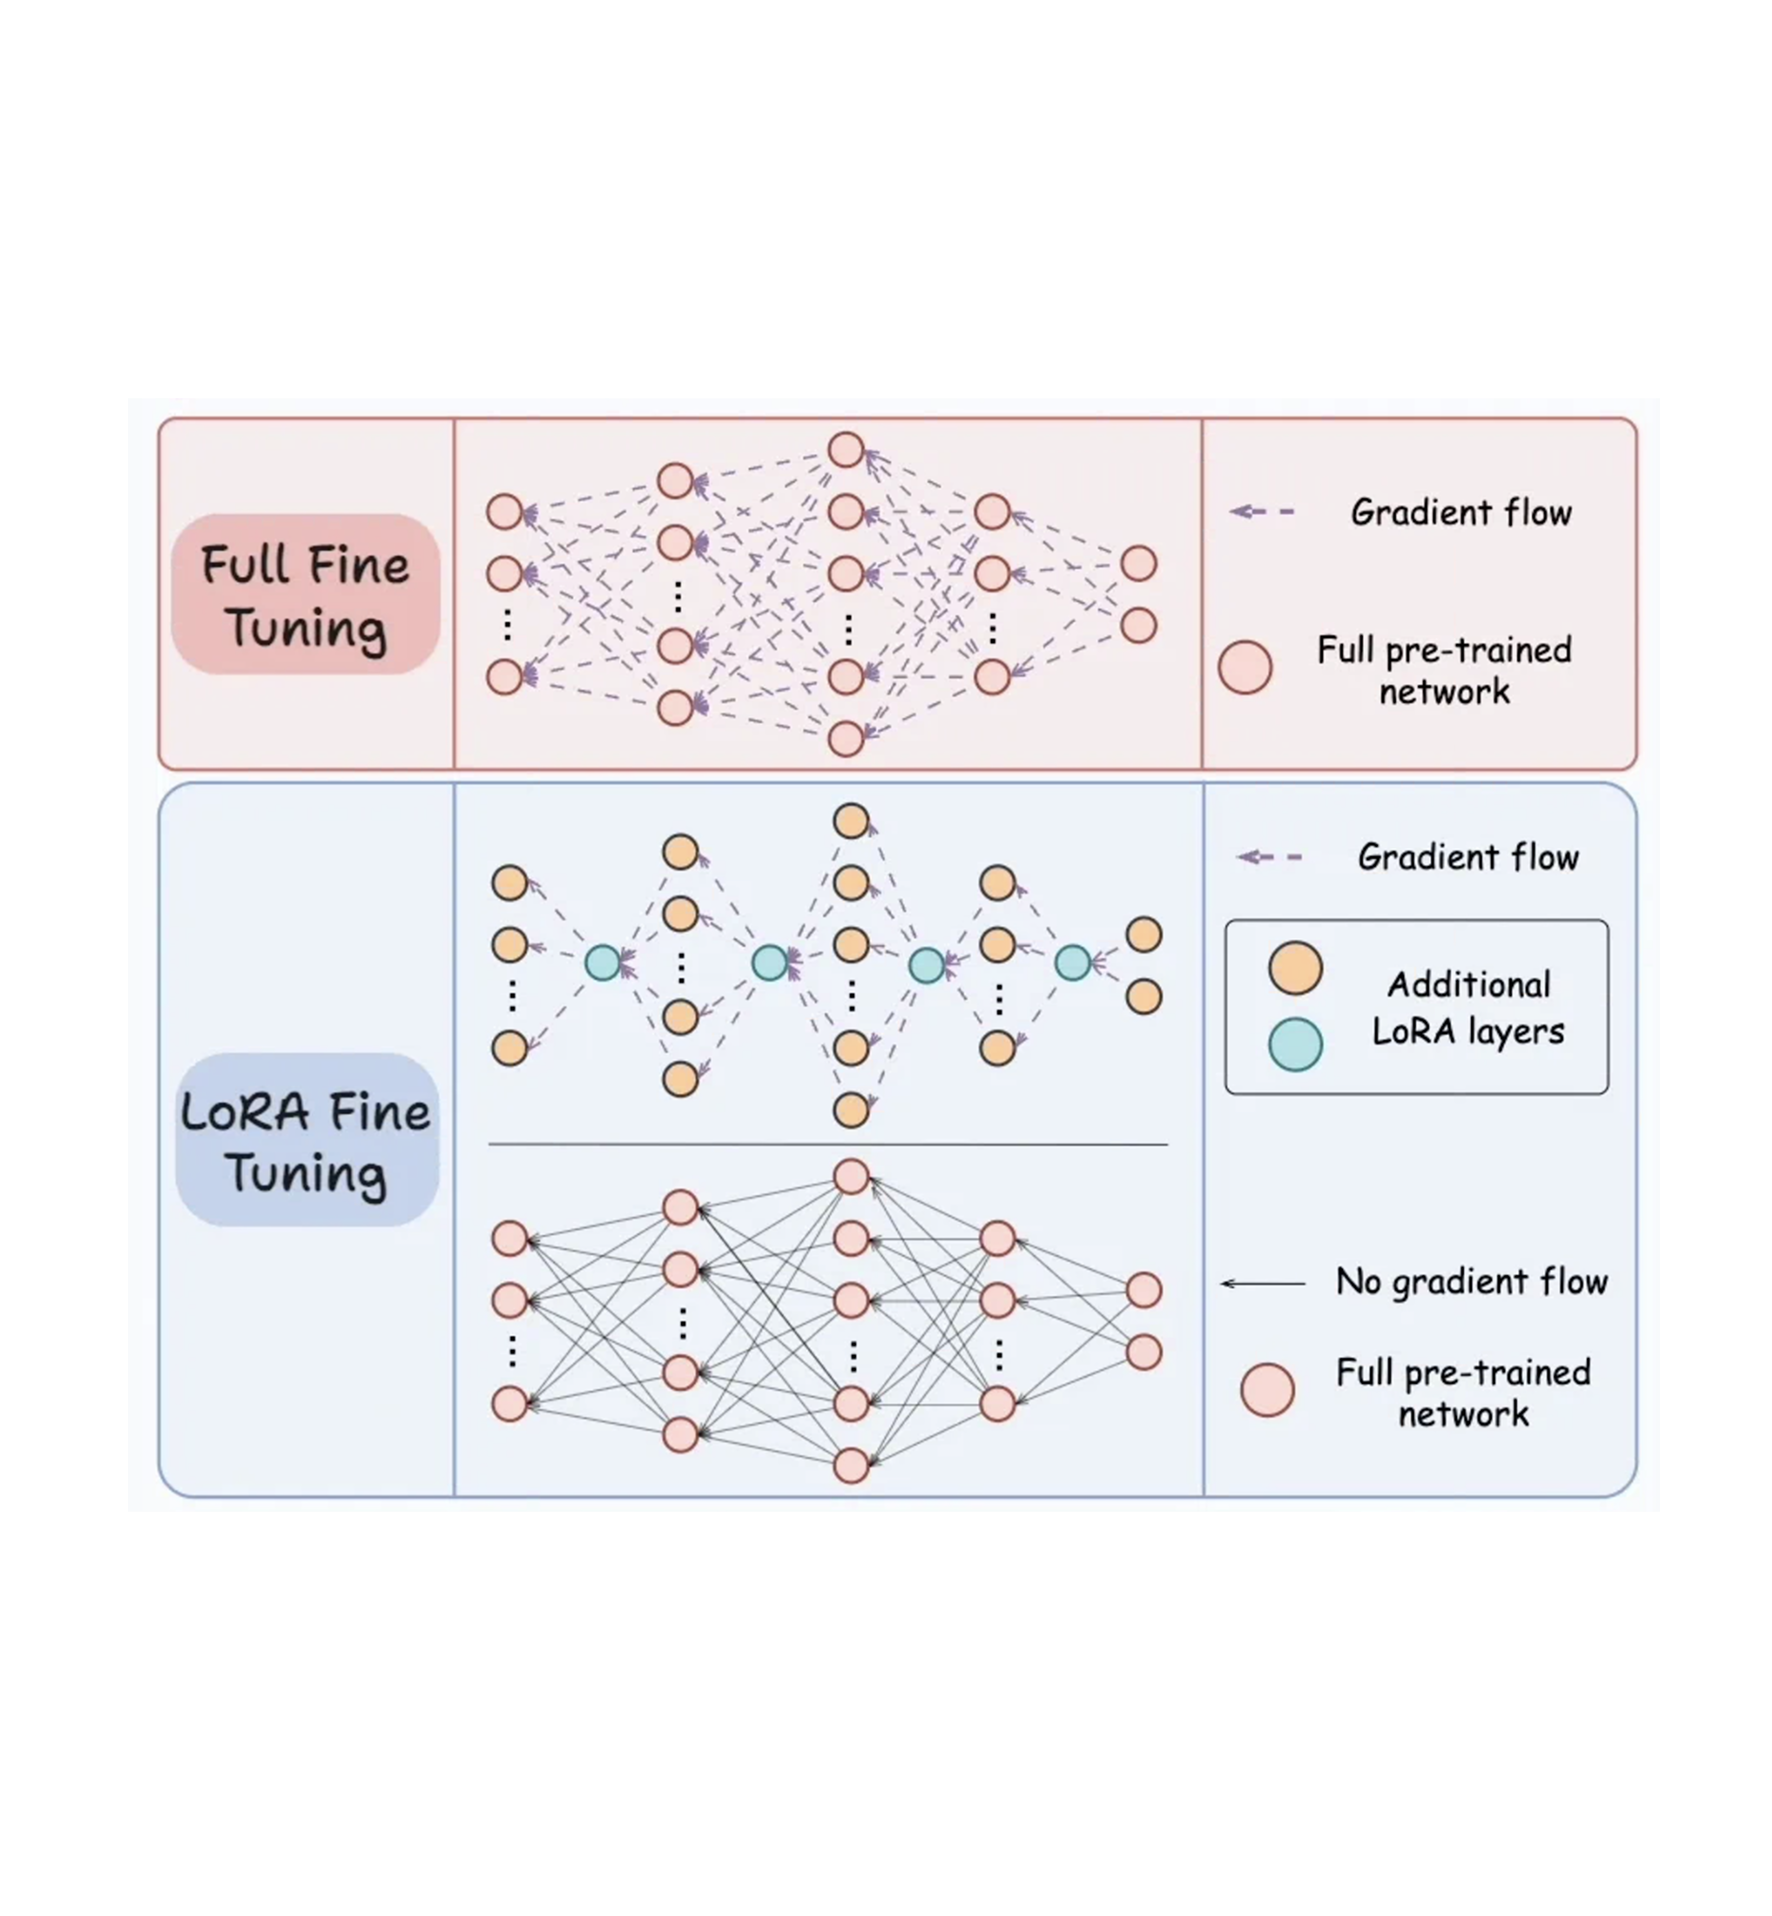 Full Fine
Tuning
Gradient flow
Full pre-trained
network
LoRA Fine
Tuning
Gradient flow
Additional
LoRA layers
No gradient flow
Full pre-trained
network